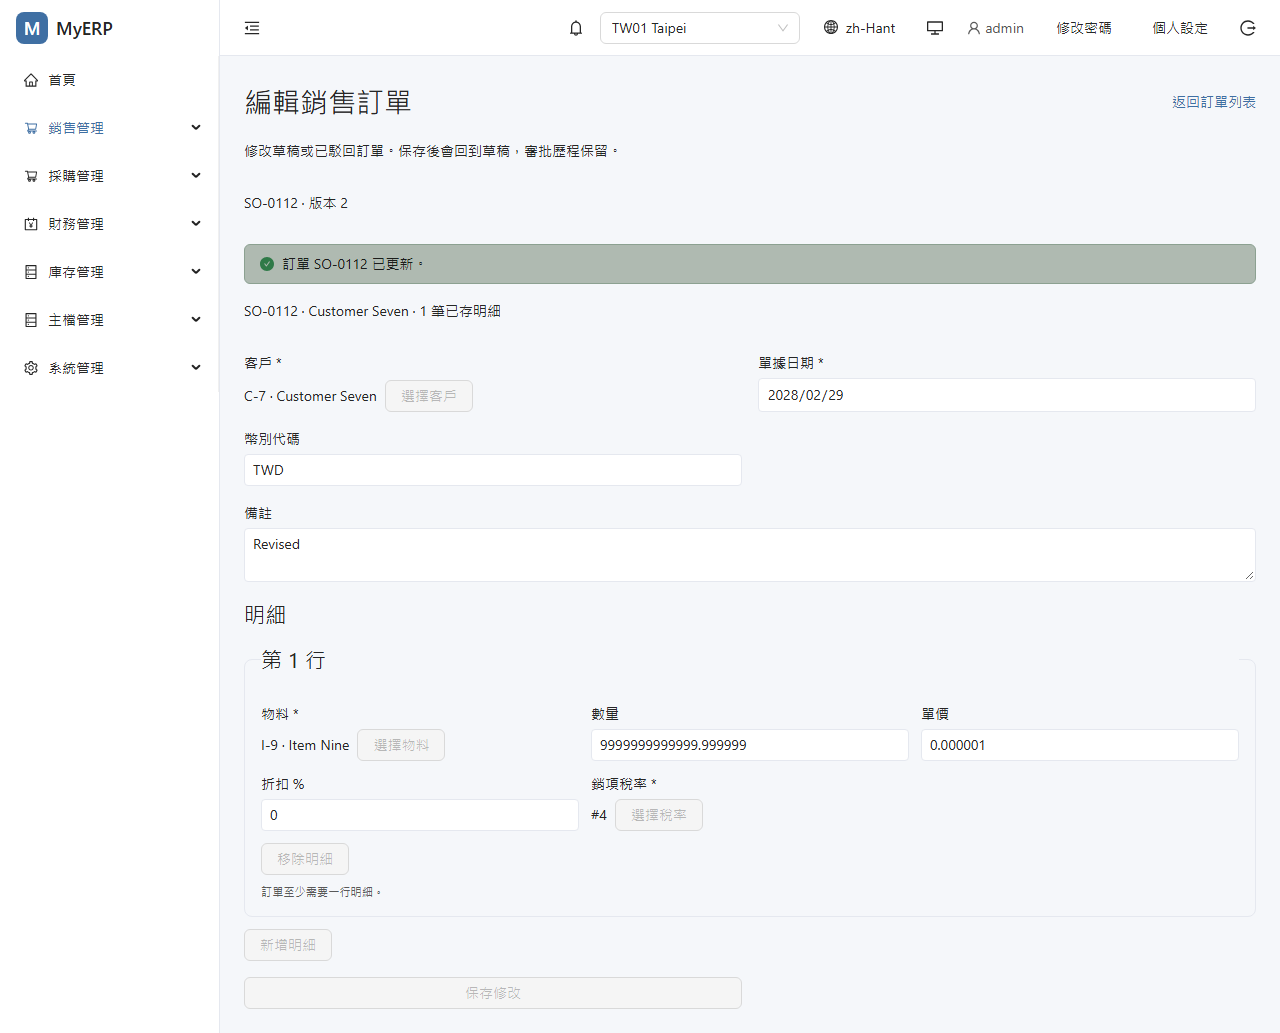 M MyERP
TW01 Taipei
zh-Hant
admin
修改密碼
個人設定
首頁
銷售管理
採購管理
財務管理
庫存管理
主檔管理
系統管理
編輯銷售訂單
返回訂單列表
修改草稿或已駁回訂單。保存後會回到草稿，審批歷程保留。
SO-0112 · 版本 2
訂單 SO-0112 已更新。
SO-0112 · Customer Seven · 1 筆已存明細
客戶 *
C-7 · Customer Seven 選擇客戶
單據日期 *
2028/02/29
幣別代碼
TWD
備註
Revised
明細
第 1 行
物料 *
I-9 · Item Nine 選擇物料
數量
9999999999999.999999
單價
0.000001
折扣 %
0
銷項稅率 *
#4 選擇稅率
移除明細
訂單至少需要一行明細。
新增明細
保存修改